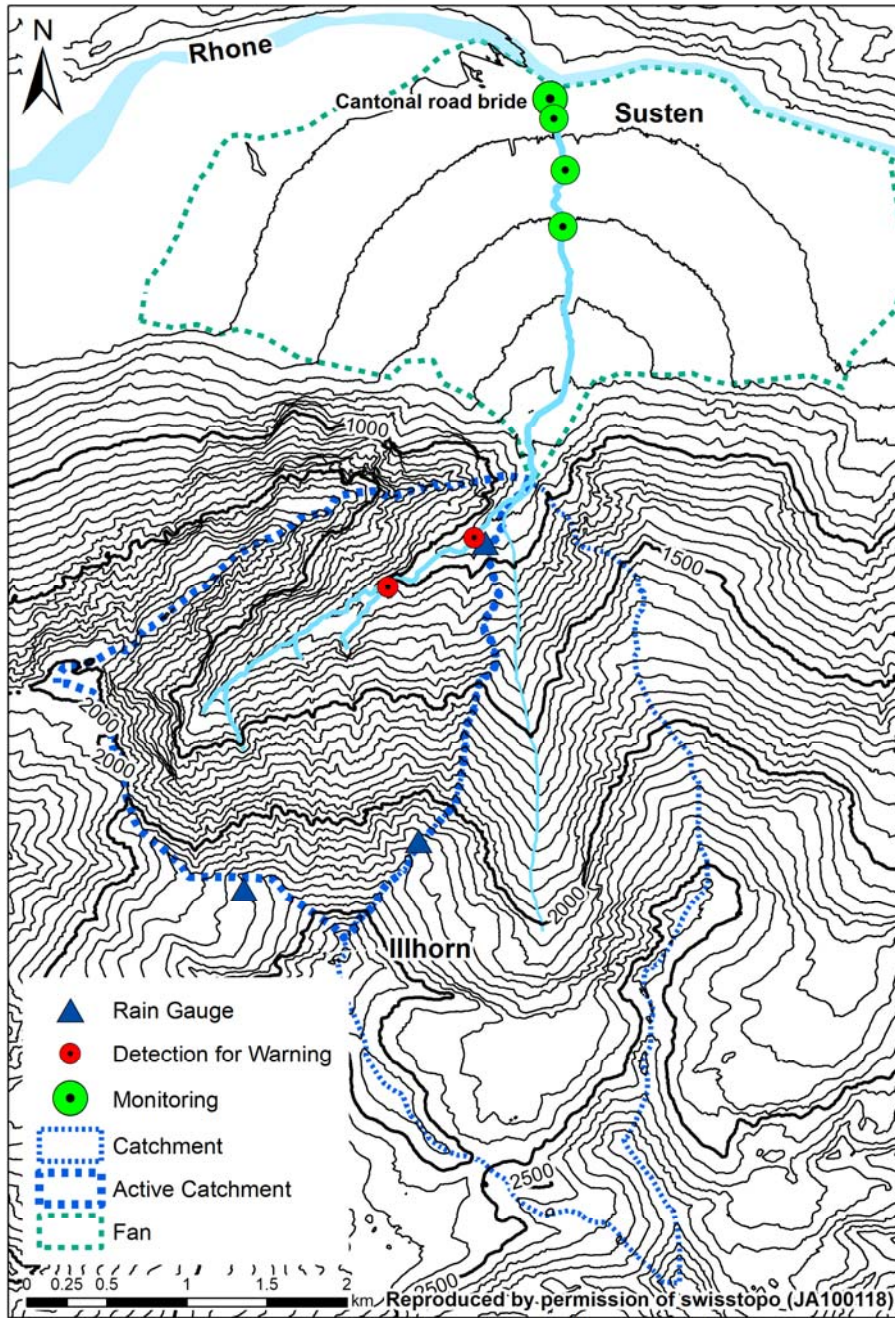 N
Rhone
Cantonal road bride
Susten
1000
1500
2000
2000
2000
Illhorn
Rain Gauge
Detection for Warning
Monitoring
Catchment
Active Catchment
Fan
2500
2500
0 0.25 0.5 1 1.5 2
km
Reproduced by permission of swisstopo (JA100118)